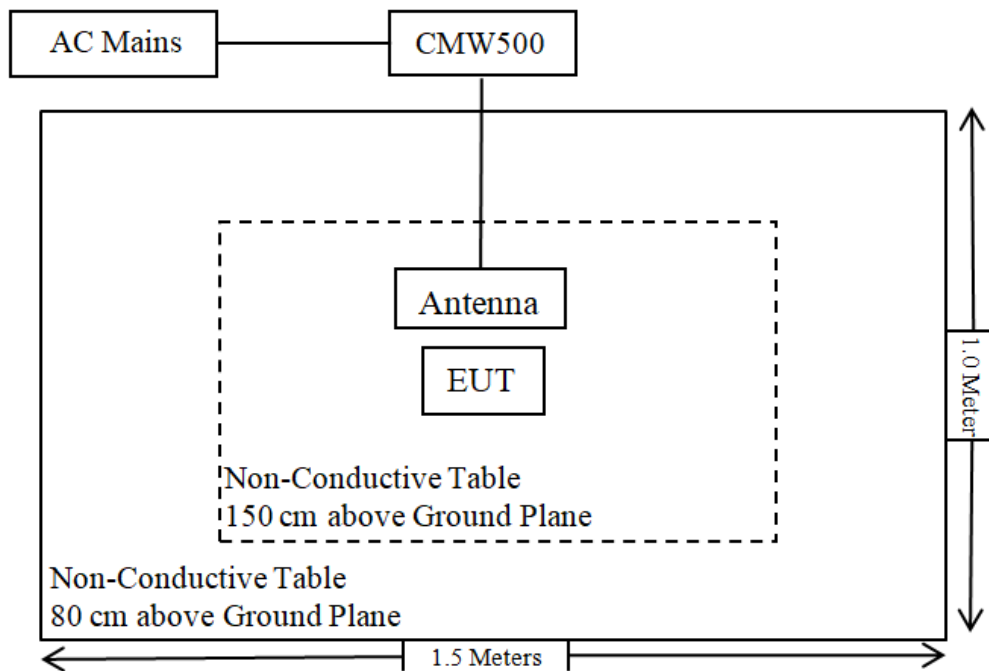 AC Mains
CMW500
Antenna
EUT
Non-Conductive Table
150 cm above Ground Plane
Non-Conductive Table
80 cm above Ground Plane
1.0 Meter
1.5 Meters